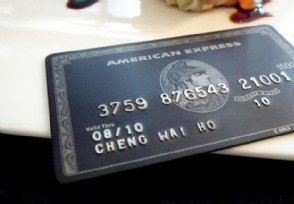 AMERICAN EXPRESS
3759 876543 21001
Valid Thru
08/10 10
CHENG WAI HO